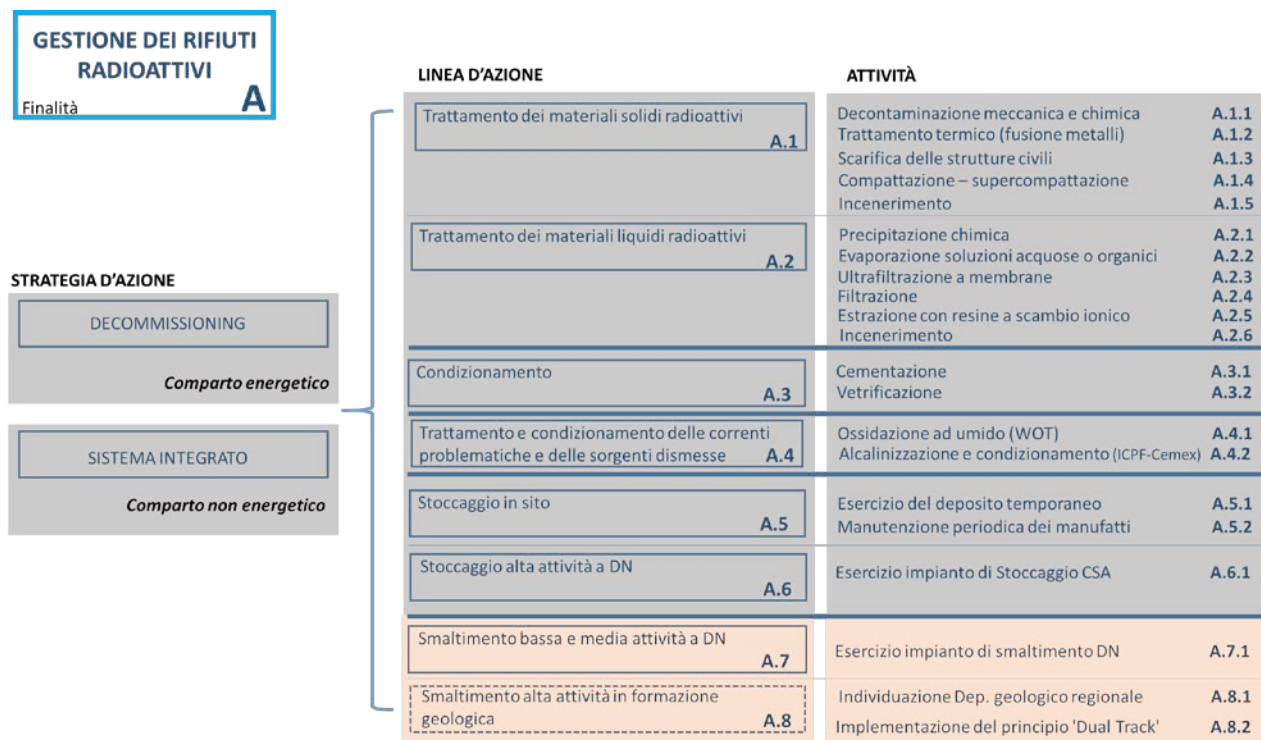 GESTIONE DEI RIFIUTI
RADIOATTIVI
Finalità A
STRATEGIA D'AZIONE
DECOMMISSIONING
Comparto energetico
SISTEMA INTEGRATO
Comparto non energetico
LINEA D'AZIONE ATTIVITÀ
Trattamento dei materiali solidi radioattivi
A.1
Decontaminazione meccanica e chimica A.1.1
Trattamento termico (fusione metalli) A.1.2
Scarifica delle strutture civili A.1.3
Compattazione – supercompattazione A.1.4
Incenerimento A.1.5
Trattamento dei materiali liquidi radioattivi
A.2
Precipitazione chimica A.2.1
Evaporazione soluzioni acquose o organici A.2.2
Ultrafiltrazione a membrane A.2.3
Filtrazione A.2.4
Estrazione con resine a scambio ionico A.2.5
Incenerimento A.2.6
Condizionamento
A.3
Cementazione A.3.1
Vetrificazione A.3.2
Trattamento e condizionamento delle correnti
problematiche e delle sorgenti dismesse A.4
Ossidazione ad umido (WOT) A.4.1
Alcalinizzazione e condizionamento (ICPF-Cemex) A.4.2
Stoccaggio in sito
A.5
Esercizio del deposito temporaneo A.5.1
Manutenzione periodica dei manufatti A.5.2
Stoccaggio alta attività a DN
A.6
Esercizio impianto di Stoccaggio CSA A.6.1
Smaltimento bassa e media attività a DN
A.7
Esercizio impianto di smaltimento DN A.7.1
Smaltimento alta attività in formazione
geologica A.8
Individuazione Dep. geologico regionale A.8.1
Implementazione del principio 'Dual Track' A.8.2